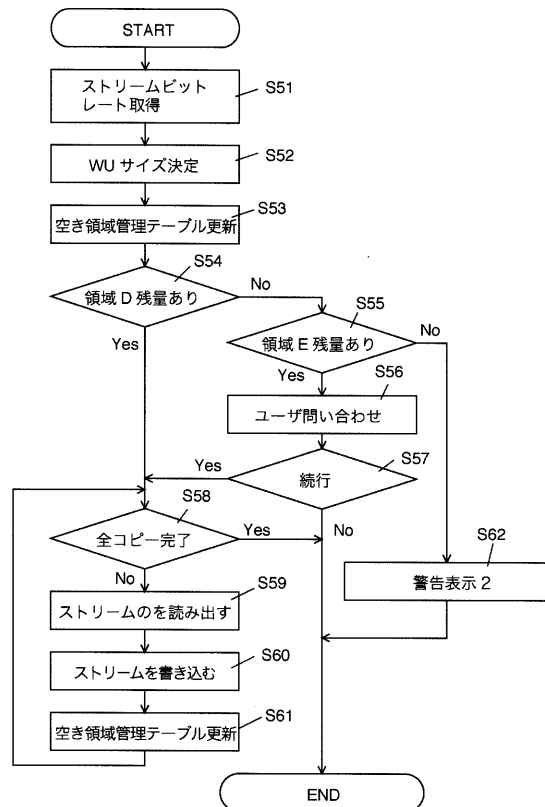 START
ストリームビット
レート取得
S51
WU サイズ決定
S52
空き領域管理テーブル更新
S53
領域 D 残量あり
S54
No
Yes
領域 E 残量あり
S55
No
Yes
ユーザ問い合わせ
S56
続行
S57
Yes
No
全コピー完了
S58
Yes
No
警告表示 2
S62
ストリームのを読み出す
S59
ストリームを書き込む
S60
空き領域管理テーブル更新
S61
END